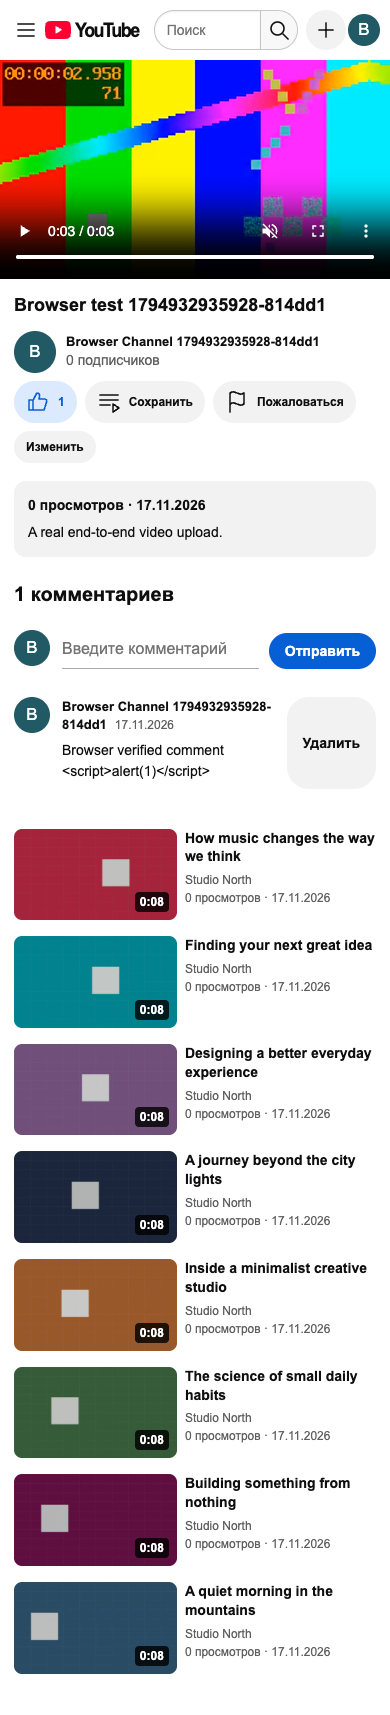 YouTube
Поиск
B
00:00:02.958
71
0:03 / 0:03
Browser test 1794932935928-814dd1
B
Browser Channel 1794932935928-814dd1
0 подписчиков
1
Сохранить
Пожаловаться
Изменить
0 просмотров · 17.11.2026
A real end-to-end video upload.
1 комментариев
B
Введите комментарий
Отправить
B
Browser Channel 1794932935928-
814dd1 17.11.2026
Browser verified comment
<script>alert(1)</script>
Удалить
0:08
How music changes the way
we think
Studio North
0 просмотров · 17.11.2026
0:08
Finding your next great idea
Studio North
0 просмотров · 17.11.2026
0:08
Designing a better everyday
experience
Studio North
0 просмотров · 17.11.2026
0:08
A journey beyond the city
lights
Studio North
0 просмотров · 17.11.2026
0:08
Inside a minimalist creative
studio
Studio North
0 просмотров · 17.11.2026
0:08
The science of small daily
habits
Studio North
0 просмотров · 17.11.2026
0:08
Building something from
nothing
Studio North
0 просмотров · 17.11.2026
0:08
A quiet morning in the
mountains
Studio North
0 просмотров · 17.11.2026